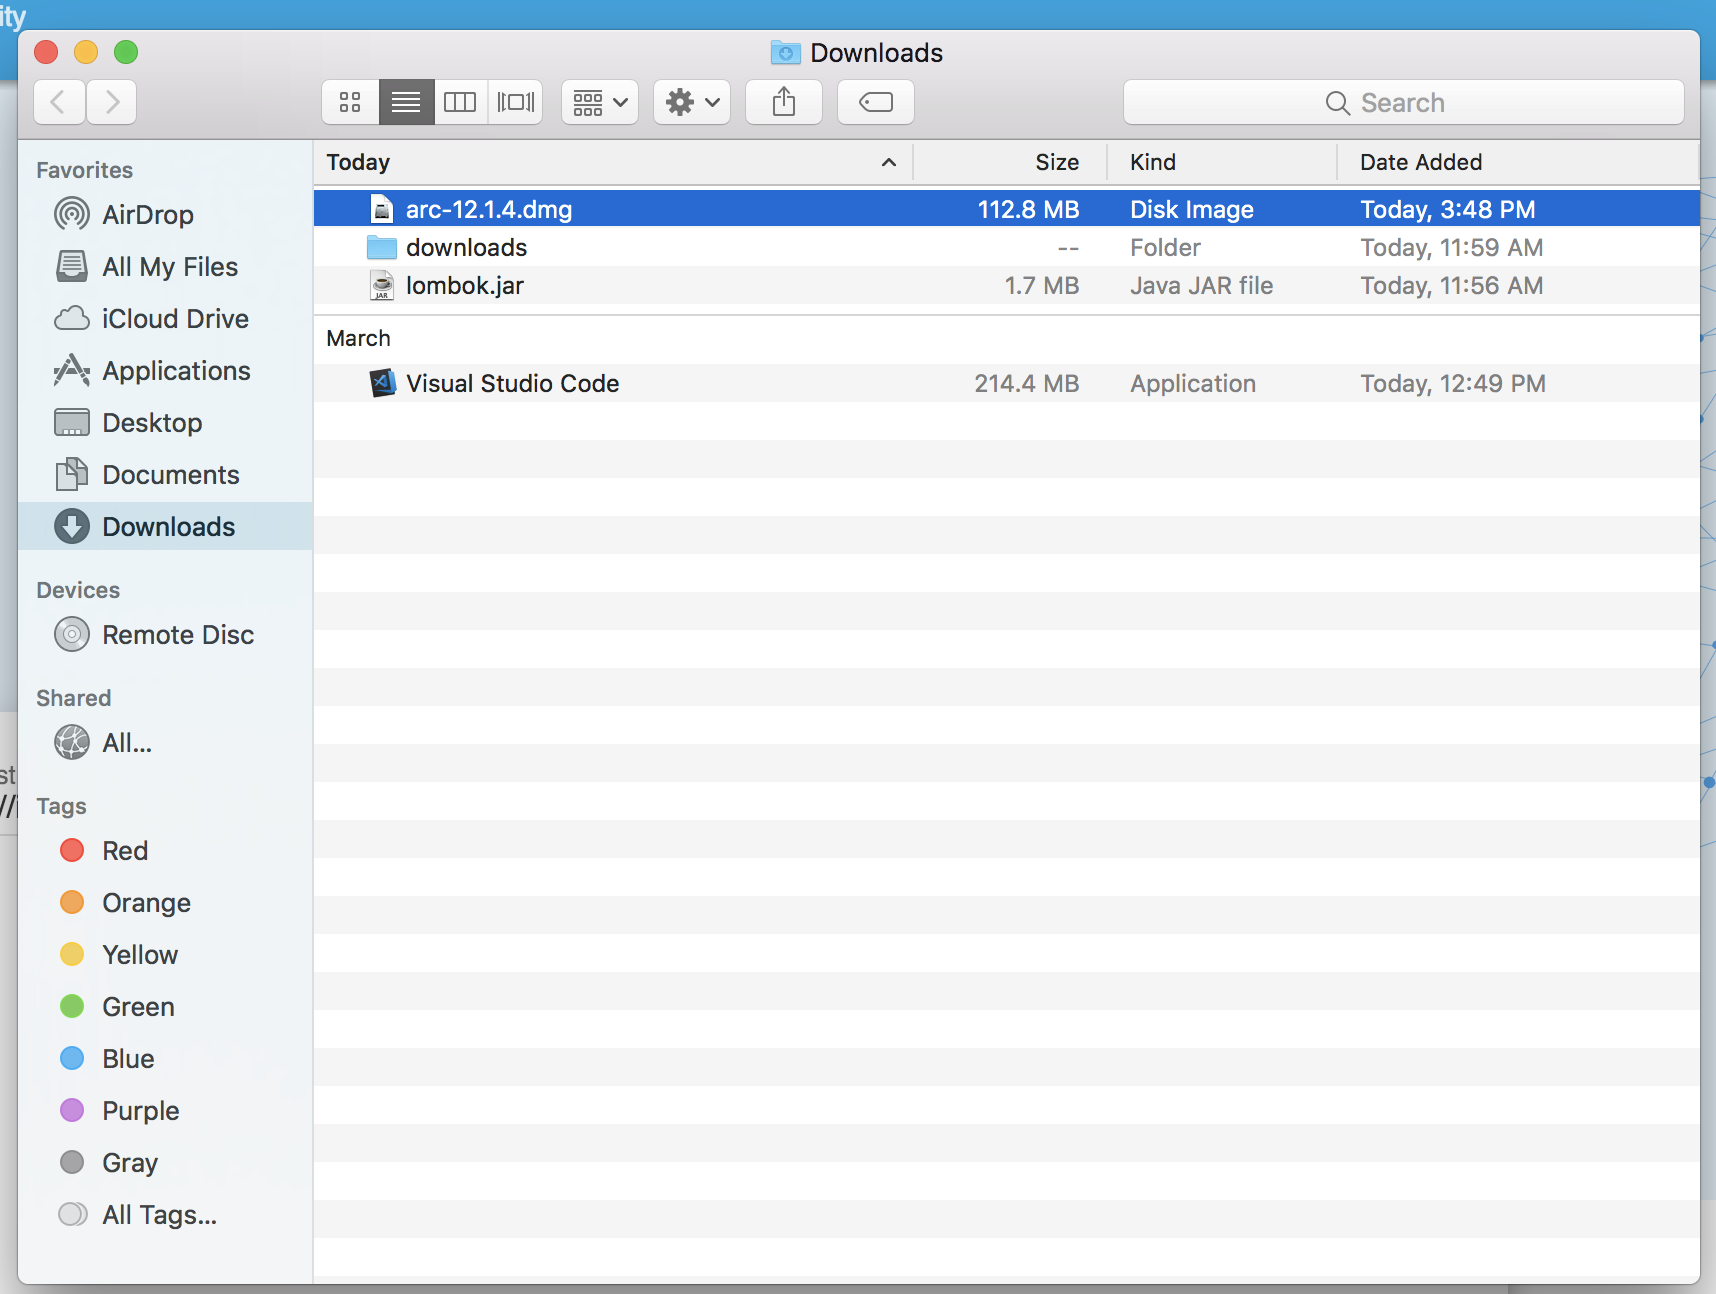 ity
Downloads
Search
Favorites
AirDrop
All My Files
iCloud Drive
Applications
Desktop
Documents
Downloads
Devices
Remote Disc
Shared
All...
Tags
Red
Orange
Yellow
Green
Blue
Purple
Gray
All Tags...
Today Size Kind Date Added
arc-12.1.4.dmg 112.8 MB Disk Image Today, 3:48 PM
downloads -- Folder Today, 11:59 AM
JAR lombok.jar 1.7 MB Java JAR file Today, 11:56 AM
March
Visual Studio Code 214.4 MB Application Today, 12:49 PM
st
//i